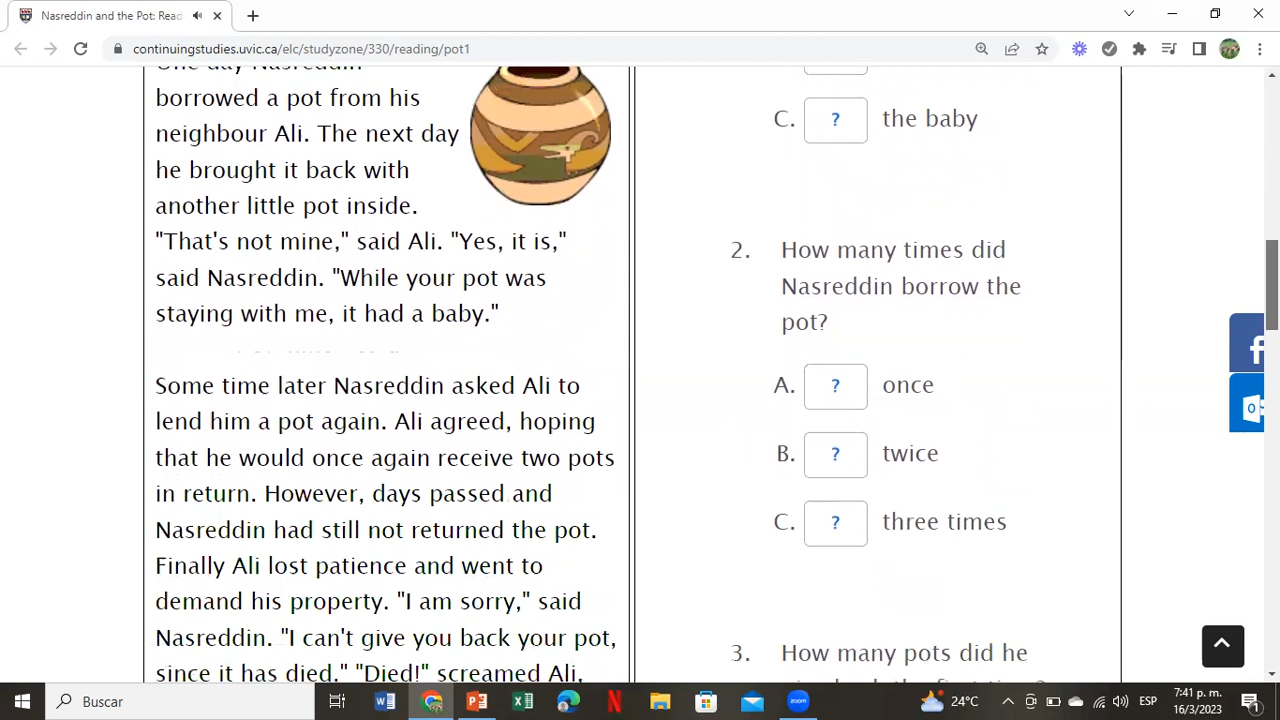 Nasreddin and the Pot: Read
continuingstudies.uvic.ca/elc/studyzone/330/reading/pot1
One day Nasreddin
borrowed a pot from his
neighbour Ali. The next day
he brought it back with
another little pot inside.
"That's not mine," said Ali. "Yes, it is,"
said Nasreddin. "While your pot was
staying with me, it had a baby."
Some time later Nasreddin asked Ali to
lend him a pot again. Ali agreed, hoping
that he would once again receive two pots
in return. However, days passed and
Nasreddin had still not returned the pot.
Finally Ali lost patience and went to
demand his property. "I am sorry," said
Nasreddin. "I can't give you back your pot,
since it has died." "Died!" screamed Ali,
C. ? the baby
2. How many times did
Nasreddin borrow the
pot?
A. ? once
B. ? twice
C. ? three times
3. How many pots did he
Buscar
24°C
ESP
7:41 p. m.
16/3/2023